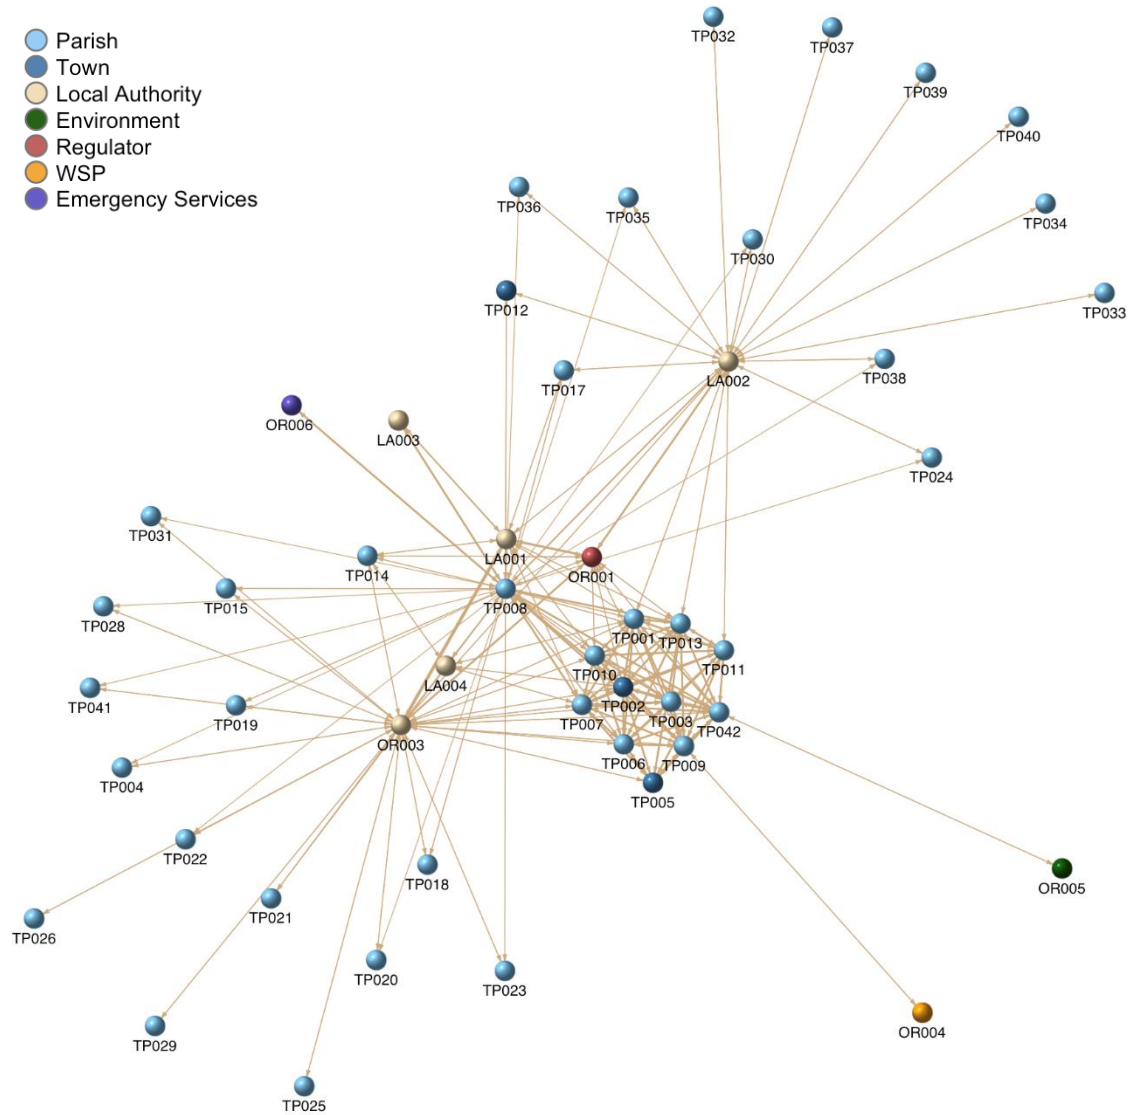 Parish
Town
Local Authority
Environment
Regulator
WSP
Emergency Services
TP032
TP037
TP039
TP040
TP036
TP035
TP034
TP030
TP012
TP033
LA002
TP017
TP038
OR006
LA003
TP024
TP031
LA001
OR001
TP014
TP008
TP015
TP028
TP001
TP013
TP011
TP010
LA004
TP002
TP041
TP019
TP007
TP003
TP042
OR003
TP006
TP009
TP004
TP005
TP022
TP018
OR005
TP021
TP026
TP020
TP023
OR004
TP029
TP025